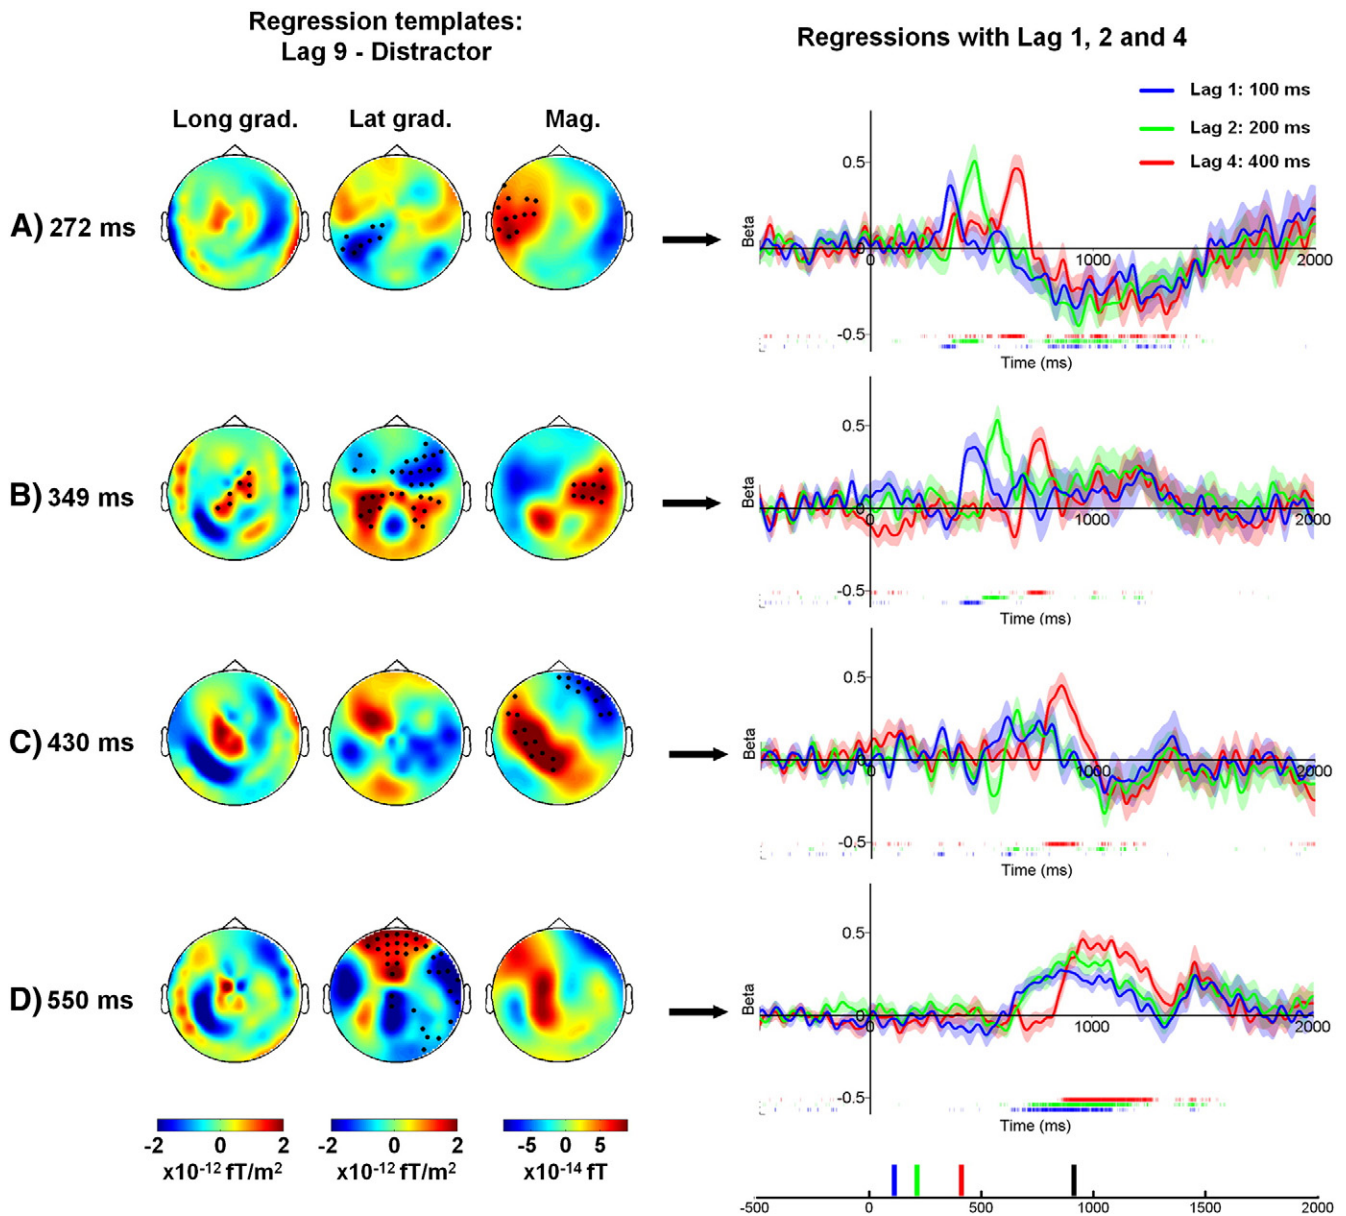 Regression templates:
Lag 9 - Distractor
Regressions with Lag 1, 2 and 4
Long grad.
Lat grad.
Mag.
Lag 1: 100 ms
Lag 2: 200 ms
Lag 4: 400 ms
A) 272 ms
Beta
0.5
0
1000
2000
-0.5
Time (ms)
B) 349 ms
Beta
0.5
0
1000
2000
-0.5
Time (ms)
C) 430 ms
Beta
0.5
0
1000
2000
-0.5
Time (ms)
D) 550 ms
Beta
0.5
0
1000
2000
-0.5
Time (ms)
-2 0 2
x10-12 fT/m2
-2 0 2
x10-12 fT/m2
-5 0 5
x10-14 fT
-500 0 500 1000 1500 2000